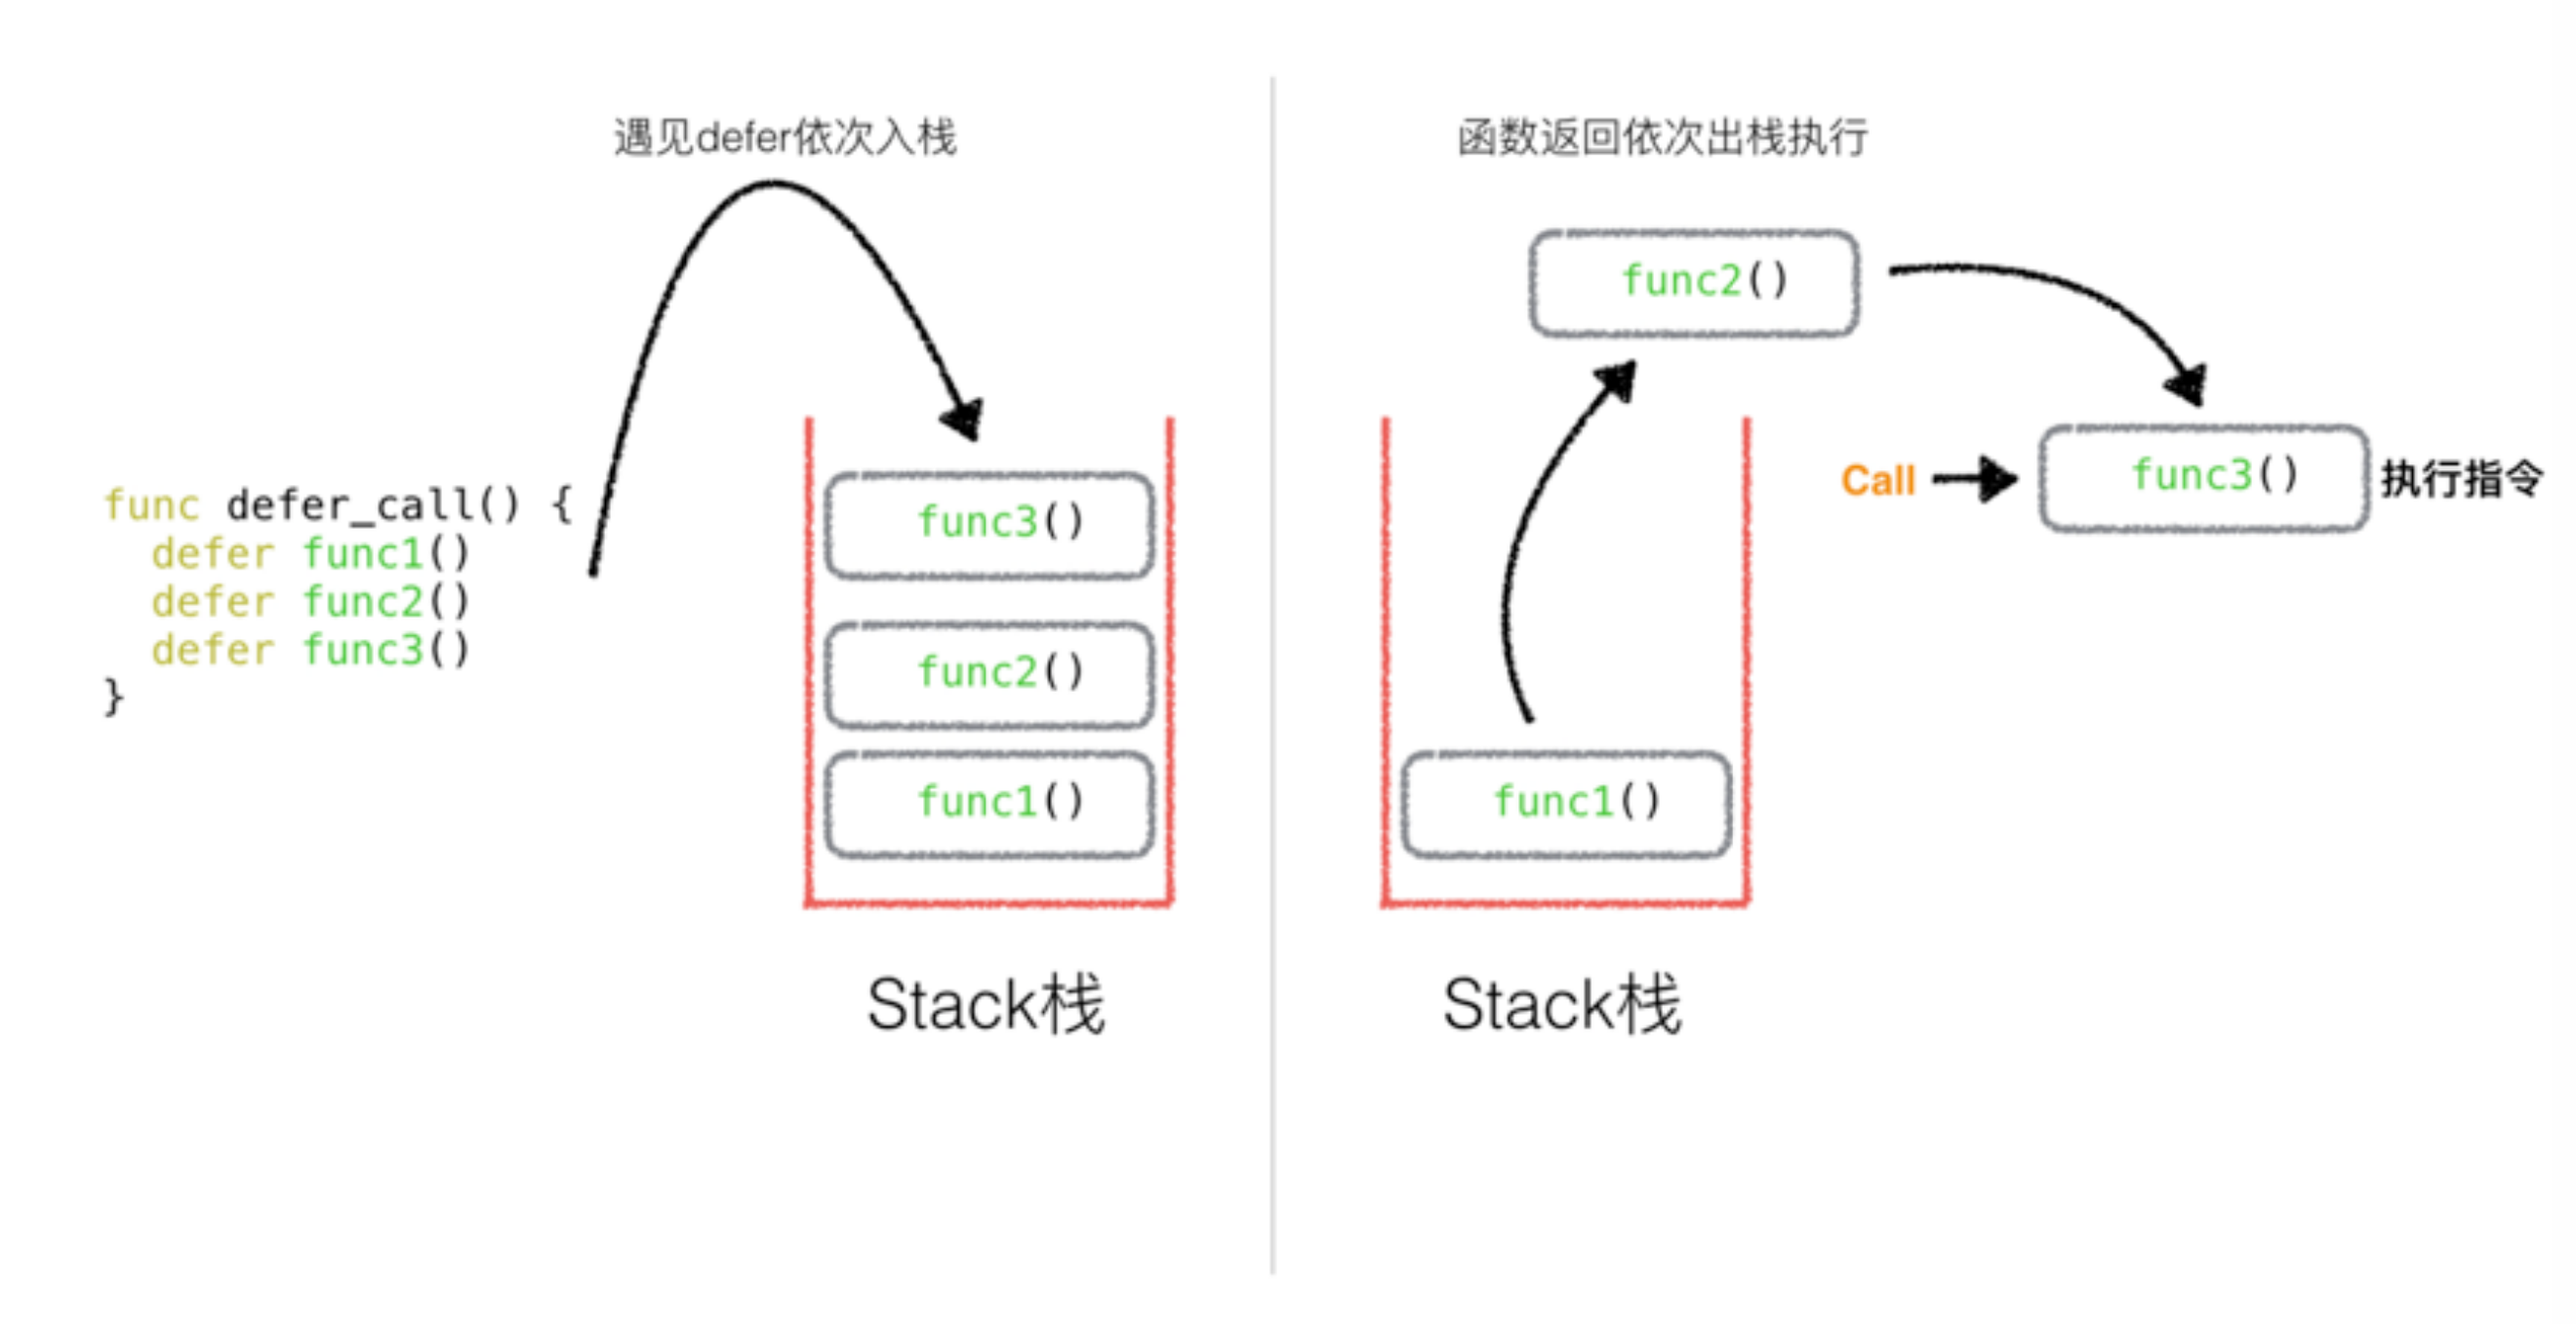 遇见defer依次入栈
func defer_call() {
  defer func1()
  defer func2()
  defer func3()
}
func3()
func2()
func1()
Stack栈
函数返回依次出栈执行
func2()
Call
func3()
执行指令
func1()
Stack栈